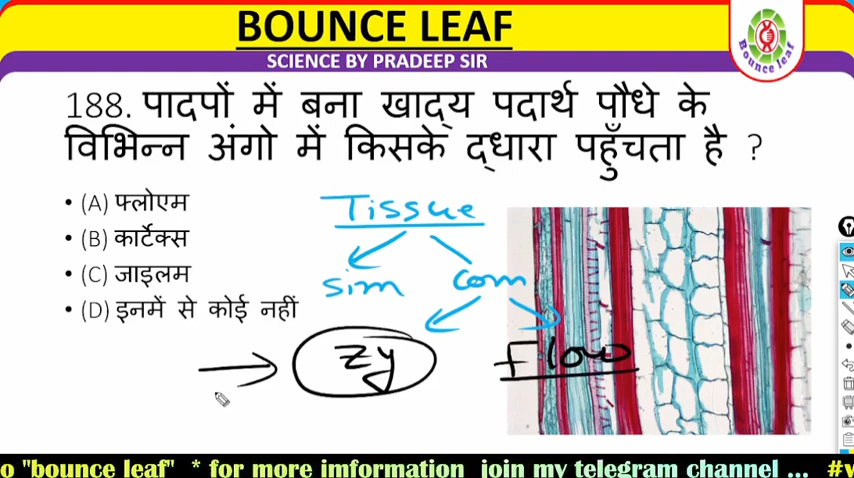 BOUNCE LEAF
SCIENCE BY PRADEEP SIR
Bounce leaf
188. पादपों में बना खाद्य पदार्थ पौधे के
विभिन्न अंगो में किसके द्धारा पहुँचता है ?
• (A) फ्लोएम
• (B) कार्टेक्स
• (C) जाइलम
• (D) इनमें से कोई नहीं
Tissue
sim com
zy flow
o "bounce leaf" * for more imformation join my telegram channel ... #v